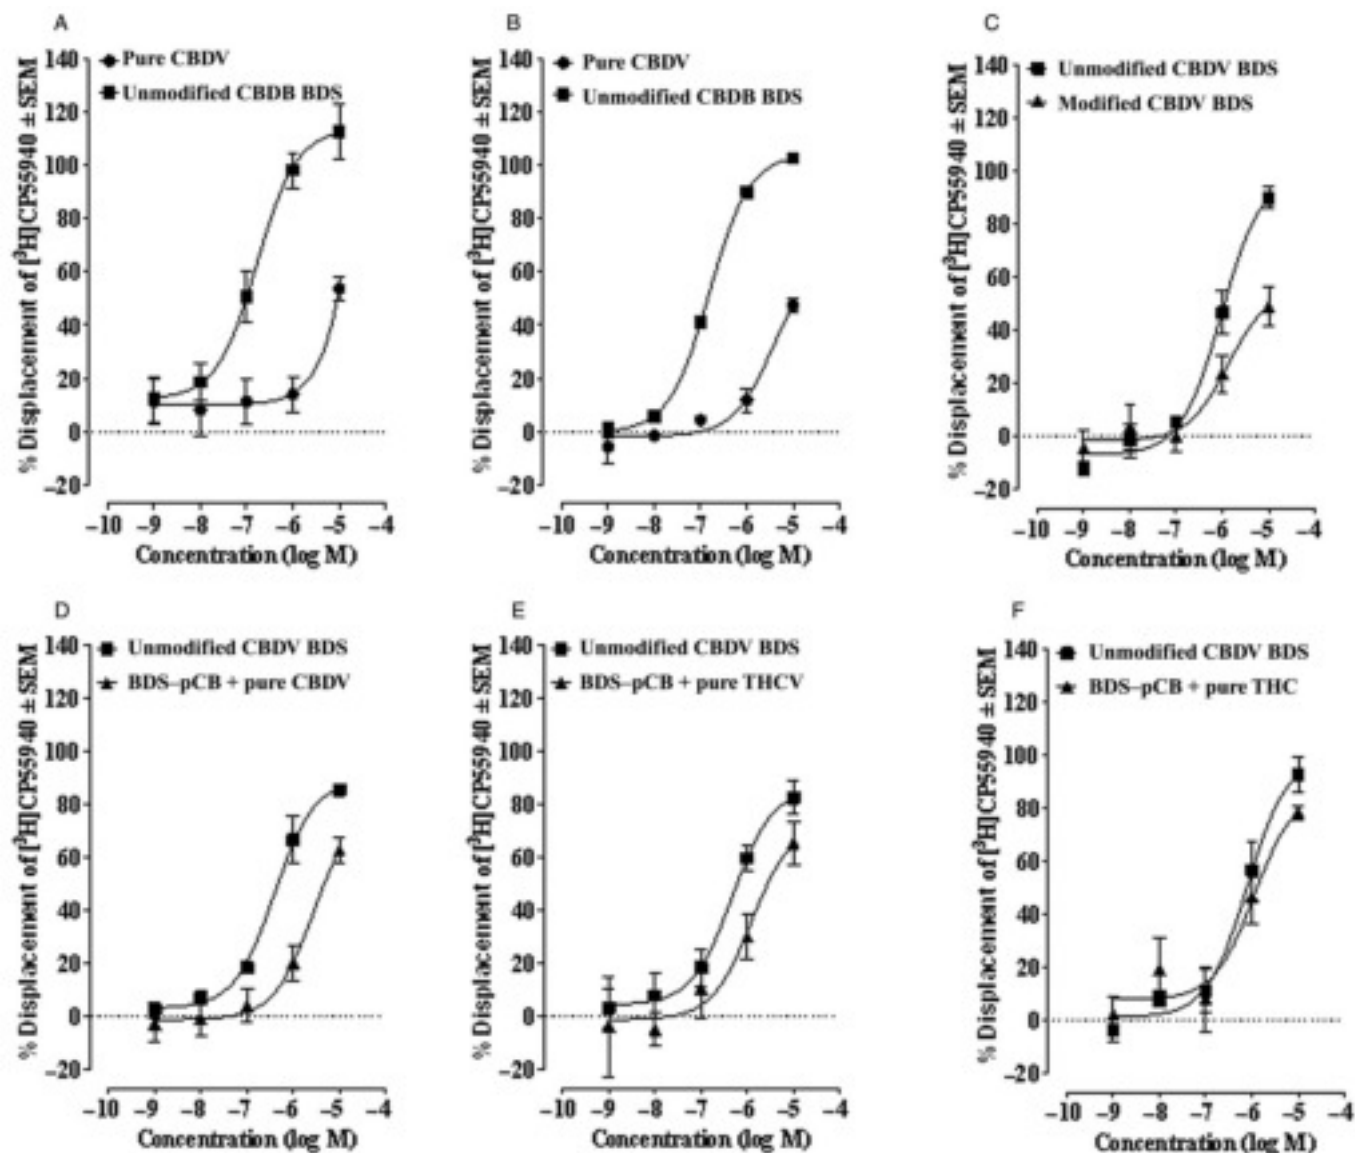 A
% Displacement of [³H]CP55940 ± SEM
140
120
100
80
60
40
20
0
–20
Pure CBDV
Unmodified CBDB BDS
–10 –9 –8 –7 –6 –5 –4
Concentration (log M)
B
% Displacement of [³H]CP55940 ± SEM
140
120
100
80
60
40
20
0
–20
Pure CBDV
Unmodified CBDB BDS
–10 –9 –8 –7 –6 –5 –4
Concentration (log M)
C
% Displacement of [³H]CP55940 ± SEM
140
120
100
80
60
40
20
0
–20
Unmodified CBDV BDS
Modified CBDV BDS
–10 –9 –8 –7 –6 –5 –4
Concentration (log M)
D
% Displacement of [³H]CP55940 ± SEM
140
120
100
80
60
40
20
0
–20
Unmodified CBDV BDS
BDS–pCB + pure CBDV
–10 –9 –8 –7 –6 –5 –4
Concentration (log M)
E
% Displacement of [³H]CP55940 ± SEM
140
120
100
80
60
40
20
0
–20
Unmodified CBDV BDS
BDS–pCB + pure THCV
–10 –9 –8 –7 –6 –5 –4
Concentration (log M)
F
% Displacement of [³H]CP55940 ± SEM
140
120
100
80
60
40
20
0
–20
Unmodified CBDV BDS
BDS–pCB + pure THC
–10 –9 –8 –7 –6 –5 –4
Concentration (log M)